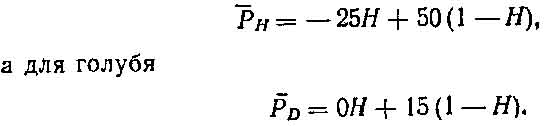 P̄_H = — 25H + 50 (1 — H),
а для голубя
P̄_D = 0H + 15 (1 — H).